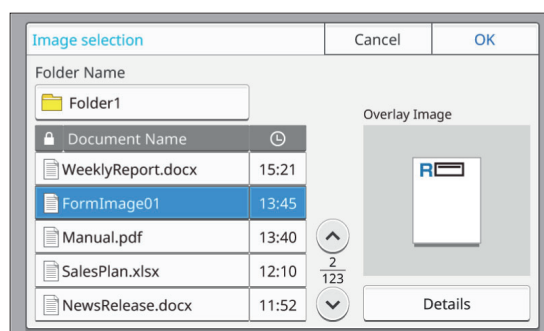 Image selection
Cancel
OK
Folder Name
Folder1
Document Name
WeeklyReport.docx 15:21
FormImage01 13:45
Manual.pdf 13:40
SalesPlan.xlsx 12:10
NewsRelease.docx 11:52
2
123
Overlay Image
R
Details